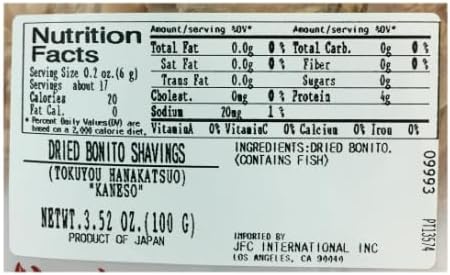 Nutrition Facts
Serving Size 0.2 oz.(6 g)
Servings about 17
Calories 20
Fat Cal. 0
* Percent Daily Values(DV) are
based on a 2,000 calorie diet.
Amount/serving %DV*
Total Fat 0.0g 0%
Sat Fat 0.0g 0%
Trans Fat 0.0g
Cholest. 0mg 0%
Sodium 20mg 1%
Amount/serving %DV*
Total Carb. 0g 0%
Fiber 0g 0%
Sugars 0g
Protein 4g
VitaminA 0% VitaminC 0% Calcium 0% Iron 0%
DRIED BONITO SHAVINGS
(TOKUYOU HANAKATSUO)
"KANESO"
NETWT.3.52 OZ.(100 G)
PRODUCT OF JAPAN
INGREDIENTS:DRIED BONITO.
(CONTAINS FISH)
IMPORTED BY
JFC INTERNATIONAL INC
LOS ANGELES, CA 90040
09993
PT13574